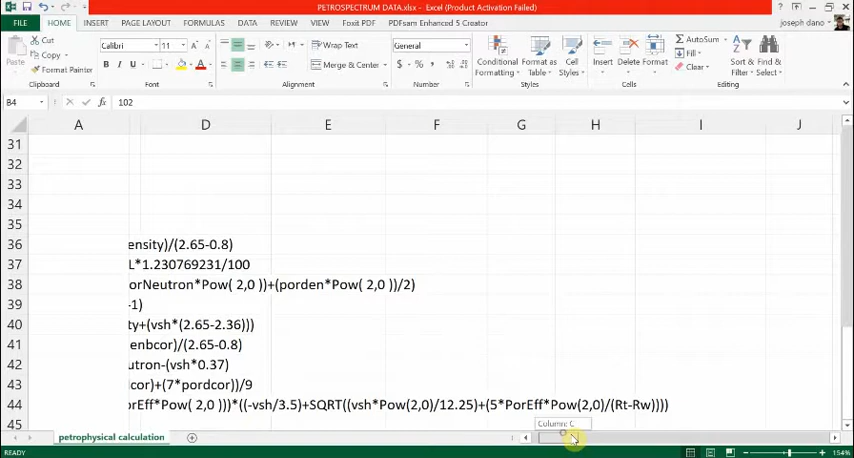 PETROSPECTRUM DATA.xlsx - Excel (Product Activation Failed)
FILE HOME INSERT PAGE LAYOUT FORMULAS DATA REVIEW VIEW Foxit PDF PDFsam Enhanced 5 Creator joseph dano
Cut
Copy
Format Painter
Paste
Clipboard
Calibri 11
B I U
Font
Wrap Text
Merge & Center
Alignment
General
$ % ,
Number
Conditional Formatting
Format as Table
Cell Styles
Styles
Insert Delete Format
Cells
AutoSum
Fill
Clear
Sort & Filter
Find & Select
Editing
B4 fx 102
A D E F G H I J
31
32
33
34
35
36 ensity)/(2.65-0.8)
37 L*1.230769231/100
38 orNeutron*Pow( 2,0 ))+(porden*Pow( 2,0 ))/2)
39 -1)
40 ty+(vsh*(2.65-2.36)))
41 enbcor)/(2.65-0.8)
42 utron-(vsh*0.37)
43 dcor)+(7*pordcor))/9
44 orEff*Pow( 2,0 )))*((-vsh/3.5)+SQRT((vsh*Pow(2,0)/12.25)+(5*PorEff*Pow(2,0)/(Rt-Rw))))
45
Column: C
petrophysical calculation
READY 154%